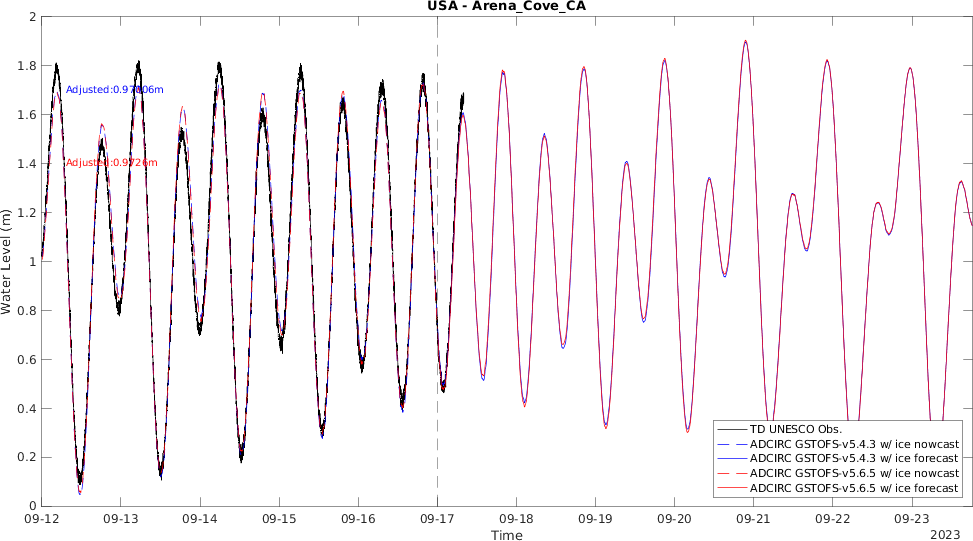 USA - Arena_Cove_CA
Water Level (m)
2
1.8
1.6
1.4
1.2
1
0.8
0.6
0.4
0.2
0
Adjusted:0.9726m
TD UNESCO Obs.
ADCIRC GSTOFS-v5.4.3 w/ ice nowcast
ADCIRC GSTOFS-v5.4.3 w/ ice forecast
ADCIRC GSTOFS-v5.6.5 w/ ice nowcast
ADCIRC GSTOFS-v5.6.5 w/ ice forecast
09-12 09-13 09-14 09-15 09-16 09-17 09-18 09-19 09-20 09-21 09-22 09-23
Time
2023